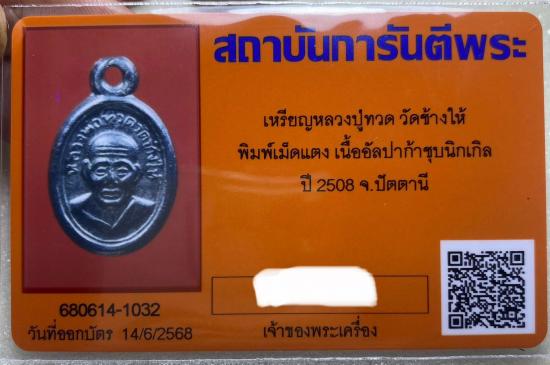 สถาบันการันตีพระ
เหรียญหลวงปู่ทวด วัดช้างให้
พิมพ์เม็ดแตง เนื้ออัลปาก้าชุบนิกเกิล
ปี 2508 จ.ปัตตานี
680614-1032
วันที่ออกบัตร 14/6/2568
เจ้าของพระเครื่อง